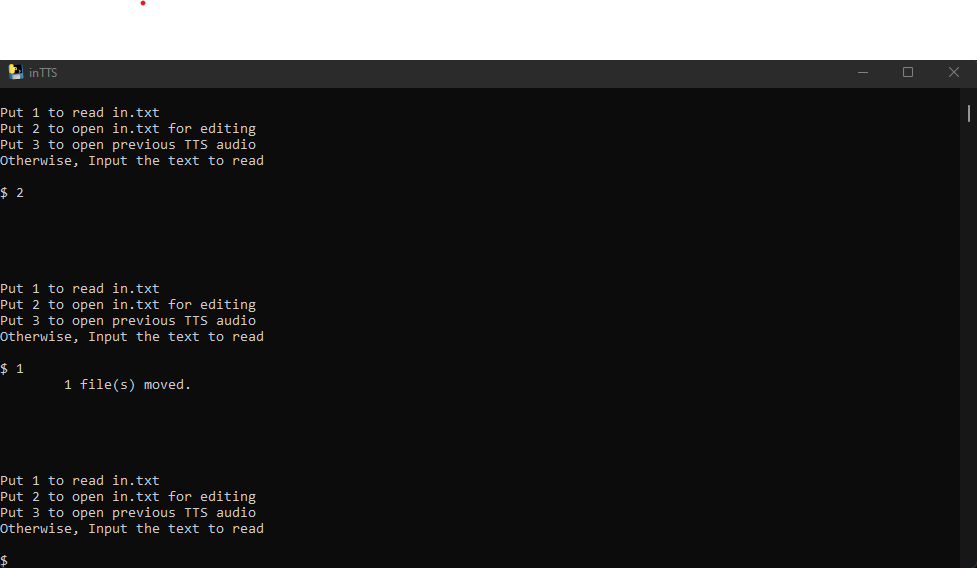 inTTS
Put 1 to read in.txt
Put 2 to open in.txt for editing
Put 3 to open previous TTS audio
Otherwise, Input the text to read
$ 2
Put 1 to read in.txt
Put 2 to open in.txt for editing
Put 3 to open previous TTS audio
Otherwise, Input the text to read
$ 1
1 file(s) moved.
Put 1 to read in.txt
Put 2 to open in.txt for editing
Put 3 to open previous TTS audio
Otherwise, Input the text to read
$